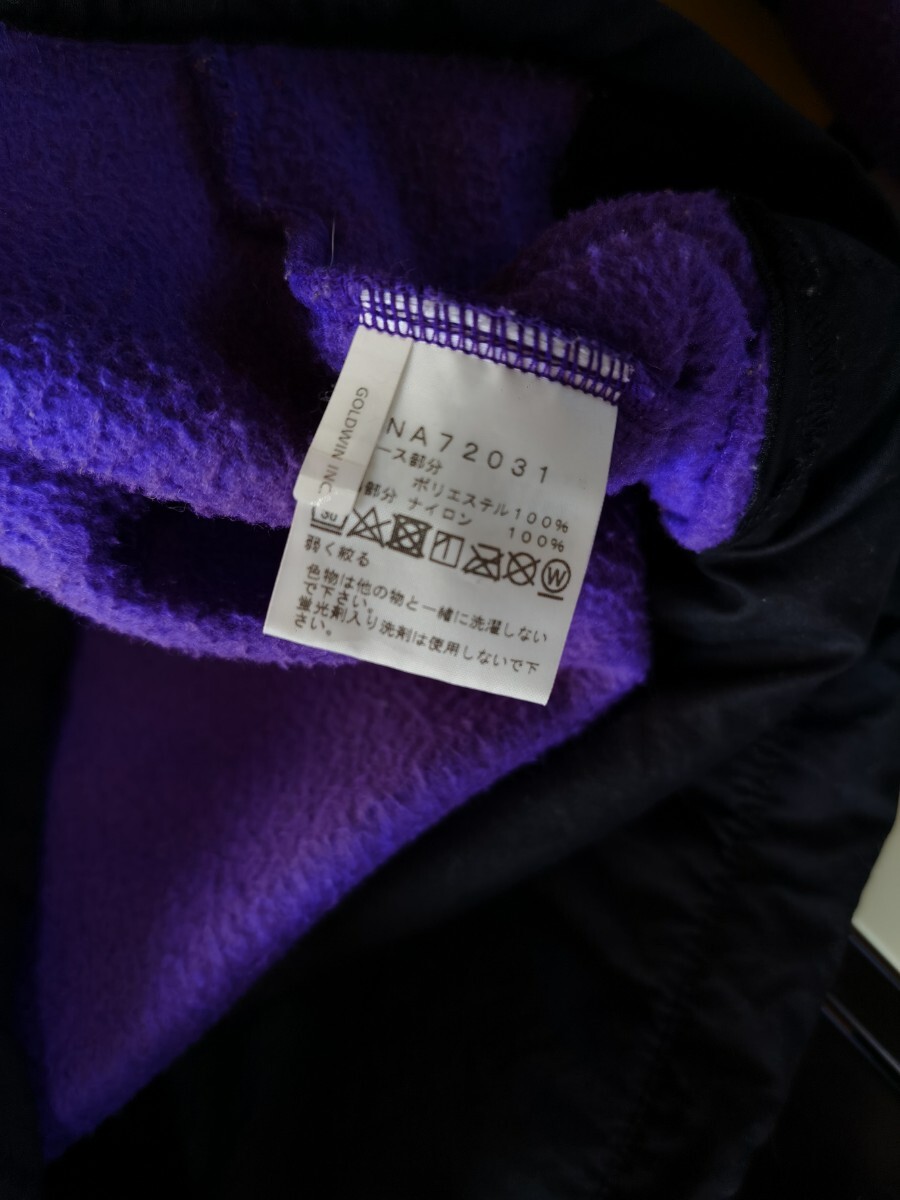 GOLDWIN INC.
NA72031
ース部分
ポリエステル100%
部分 ナイロン
100%
30
W
弱く絞る
色物は他の物と一緒に洗濯しない
で下さい。
蛍光剤入り洗剤は使用しないで下
さい。